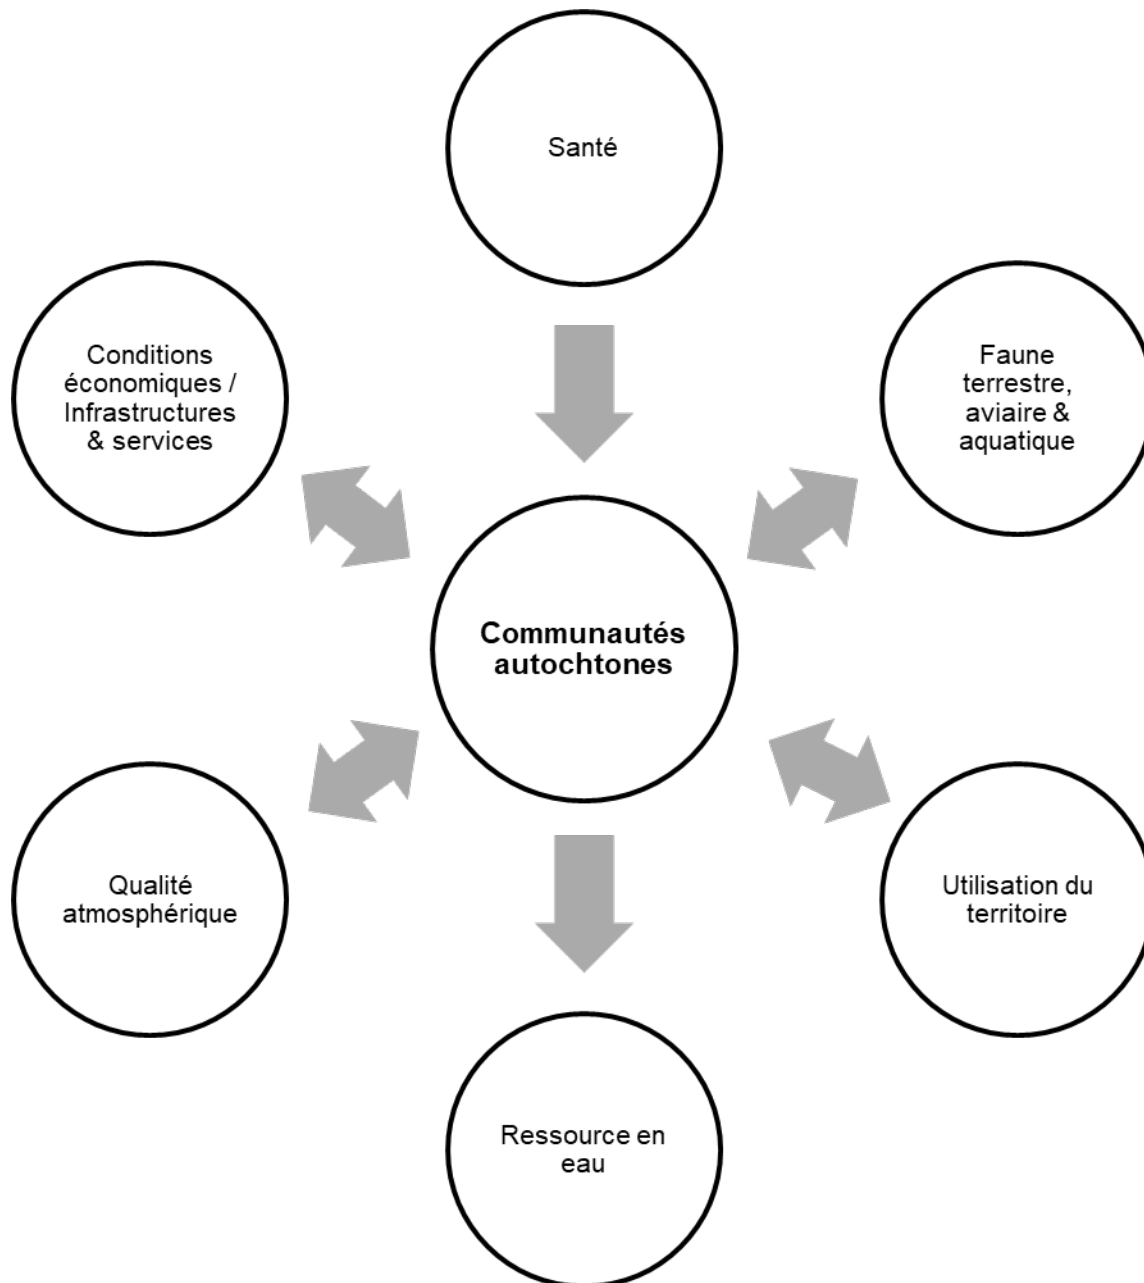 Santé
Conditions
économiques /
Infrastructures
& services
Faune
terrestre,
aviaire &
aquatique
Communautés
autochtones
Qualité
atmosphérique
Utilisation du
territoire
Ressource en
eau